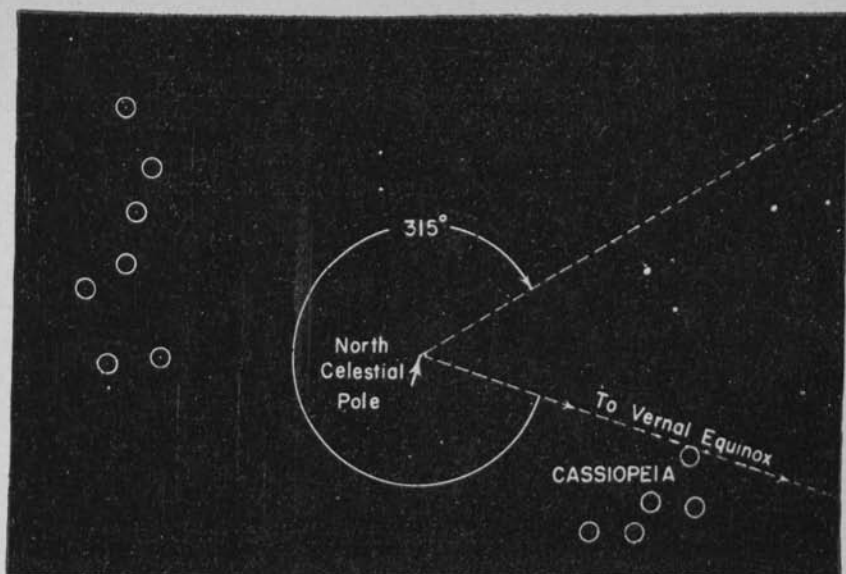 315°
North
Celestial
Pole
To Vernal Equinox
CASSIOPEIA